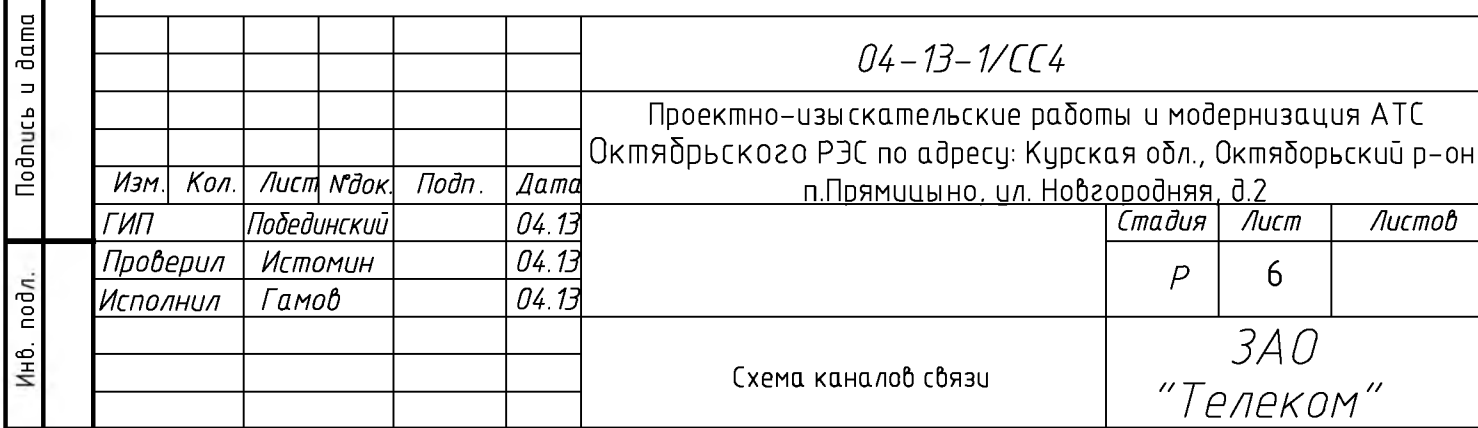 04-13-1/СС4
Проектно-изыскательские работы и модернизация АТС
Октябрьского РЭС по адресу: Курская обл., Октяборьский р-он
п.Прямицыно, ул. Новгородняя, д.2
Изм. Кол. Лист №док. Подп. Дата
ГИП Побединский 04.13
Стадия Лист Листов
Проверил Истомин 04.13
Р 6
Исполнил Гамов 04.13
Схема каналов связи
ЗАО
"Телеком"
Подпись и дата
Инв. подл.